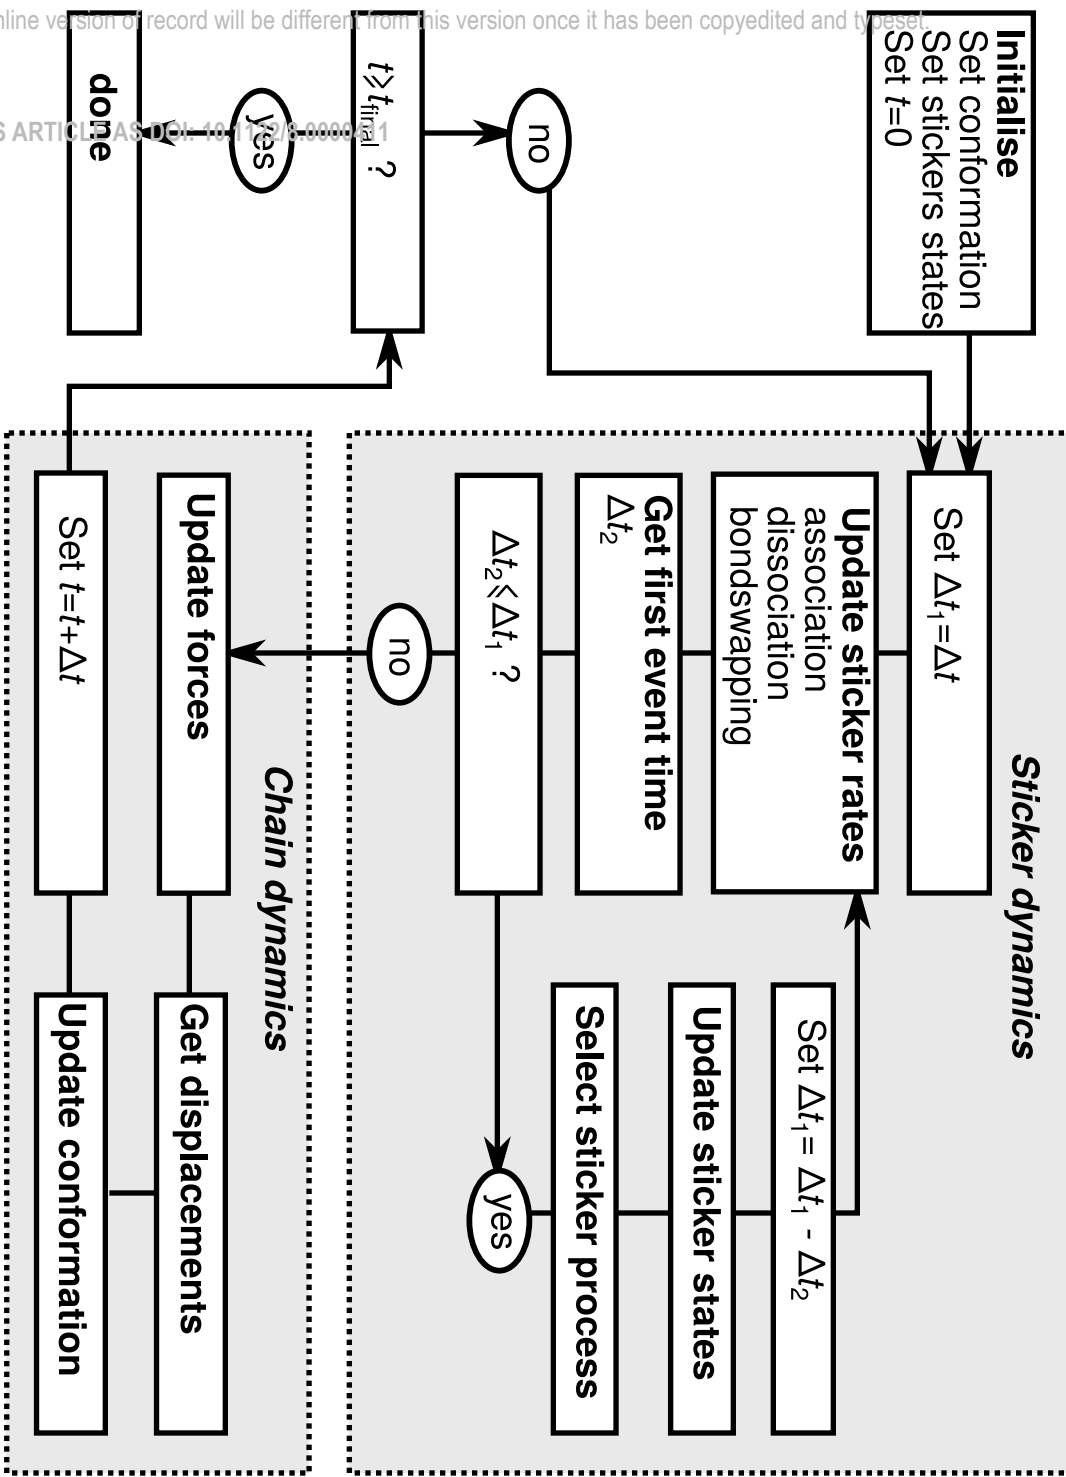 nline version of record will be different from this version once it has been copyedited and typeset.
S ARTICLE AS DOI: 10.1122/8.0000411
Initialise
Set conformation
Set stickers states
Set t=0
Sticker dynamics
Set Δt₁=Δt
Update sticker rates
association
dissociation
bondswapping
Get first event time
Δt₂
Δt₂⩽Δt₁ ?
yes
Select sticker process
Update sticker states
Set Δt₁= Δt₁ - Δt₂
no
Chain dynamics
Update forces
Get displacements
Update conformation
Set t=t+Δt
t⩾t_final ?
no
yes
done